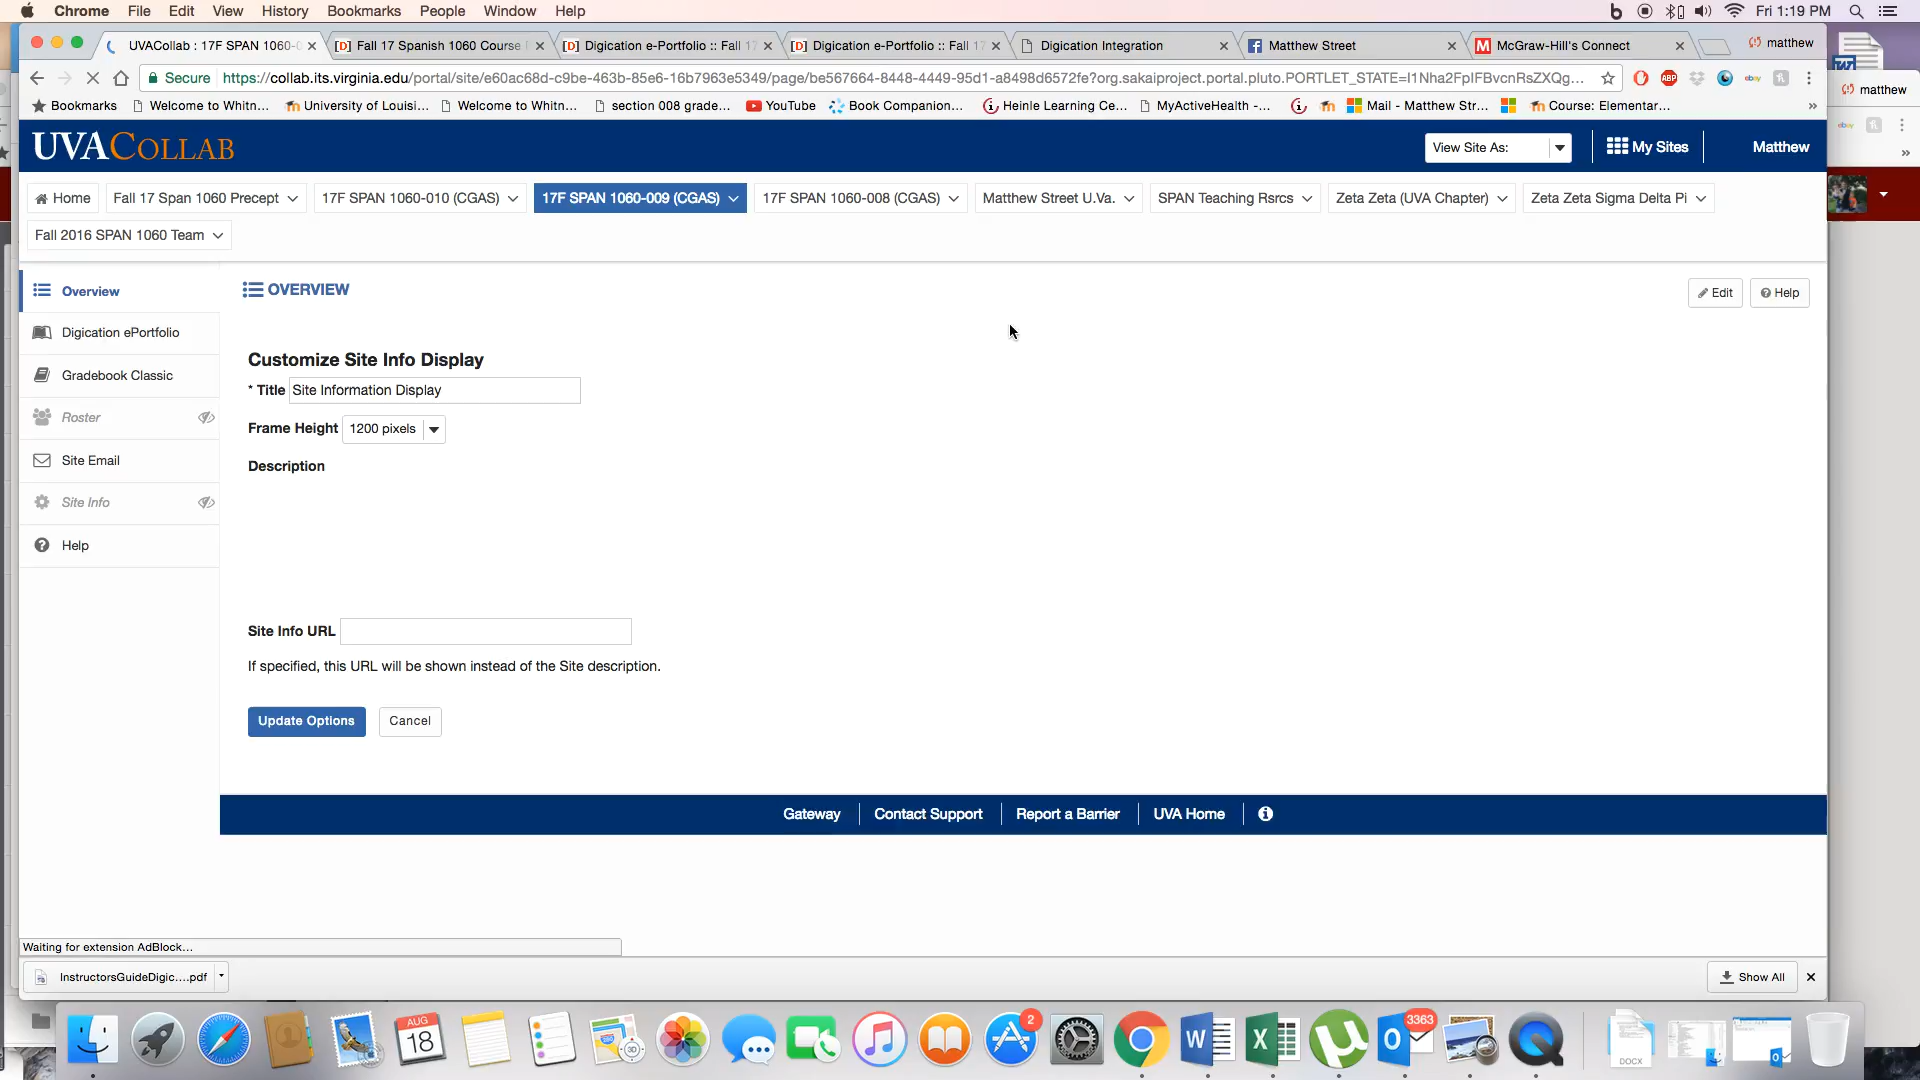 Chrome File Edit View History Bookmarks People Window Help
Fri 1:19 PM
UVACollab : 17F SPAN 1060-0
Fall 17 Spanish 1060 Course
Digication e-Portfolio :: Fall 17
Digication e-Portfolio :: Fall 17
Digication Integration
Matthew Street
McGraw-Hill's Connect
matthew
Secure https://collab.its.virginia.edu/portal/site/e60ac68d-c9be-463b-85e6-16b7963e5349/page/be567664-8448-4449-95d1-a8498d6572fe?org.sakaiproject.portal.pluto.PORTLET_STATE=I1Nha2FpIFBvcnRsZXQg...
ABP
ebay
matthew
Bookmarks Welcome to Whitn... University of Louisi... Welcome to Whitn... section 008 grade... YouTube Book Companion... Heinle Learning Ce... MyActiveHealth -... Mail - Matthew Str... Course: Elementar... »
ebay
UVACOLLAB
View Site As:
My Sites
Matthew
Home
Fall 17 Span 1060 Precept
17F SPAN 1060-010 (CGAS)
17F SPAN 1060-009 (CGAS)
17F SPAN 1060-008 (CGAS)
Matthew Street U.Va.
SPAN Teaching Rsrcs
Zeta Zeta (UVA Chapter)
Zeta Zeta Sigma Delta Pi
Fall 2016 SPAN 1060 Team
Overview
Digication ePortfolio
Gradebook Classic
Roster
Site Email
Site Info
Help
OVERVIEW
Edit
Help
Customize Site Info Display
* Title Site Information Display
Frame Height 1200 pixels
Description
Site Info URL
If specified, this URL will be shown instead of the Site description.
Update Options
Cancel
Gateway
Contact Support
Report a Barrier
UVA Home
Waiting for extension AdBlock...
InstructorsGuideDigic....pdf
Show All
AUG
18
3D
2
3363
DOCX